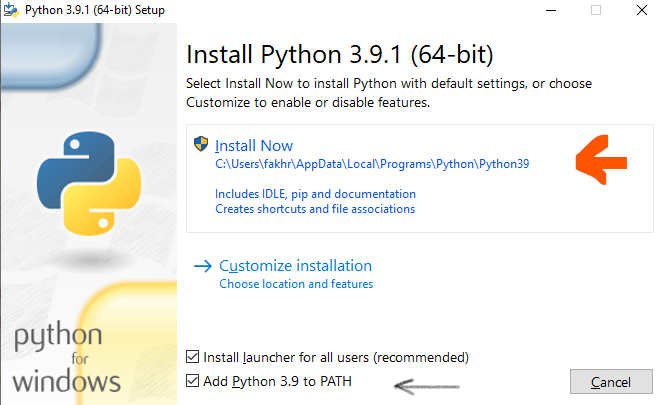 Python 3.9.1 (64-bit) Setup
Install Python 3.9.1 (64-bit)
Select Install Now to install Python with default settings, or choose
Customize to enable or disable features.
Install Now
C:\Users\fakhr\AppData\Local\Programs\Python\Python39
Includes IDLE, pip and documentation
Creates shortcuts and file associations
Customize installation
Choose location and features
python
for
windows
Install launcher for all users (recommended)
Add Python 3.9 to PATH
Cancel